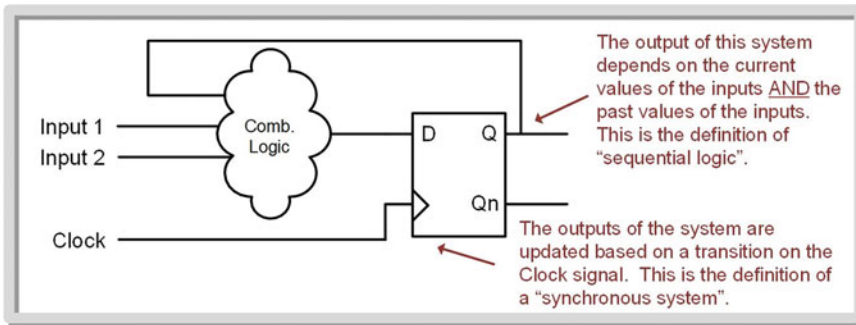 The output of this system
depends on the current
values of the inputs AND the
past values of the inputs.
This is the definition of
“sequential logic”.
Input 1
Input 2
Comb.
Logic
D
Q
Qn
Clock
The outputs of the system are
updated based on a transition on the
Clock signal. This is the definition of
a “synchronous system”.